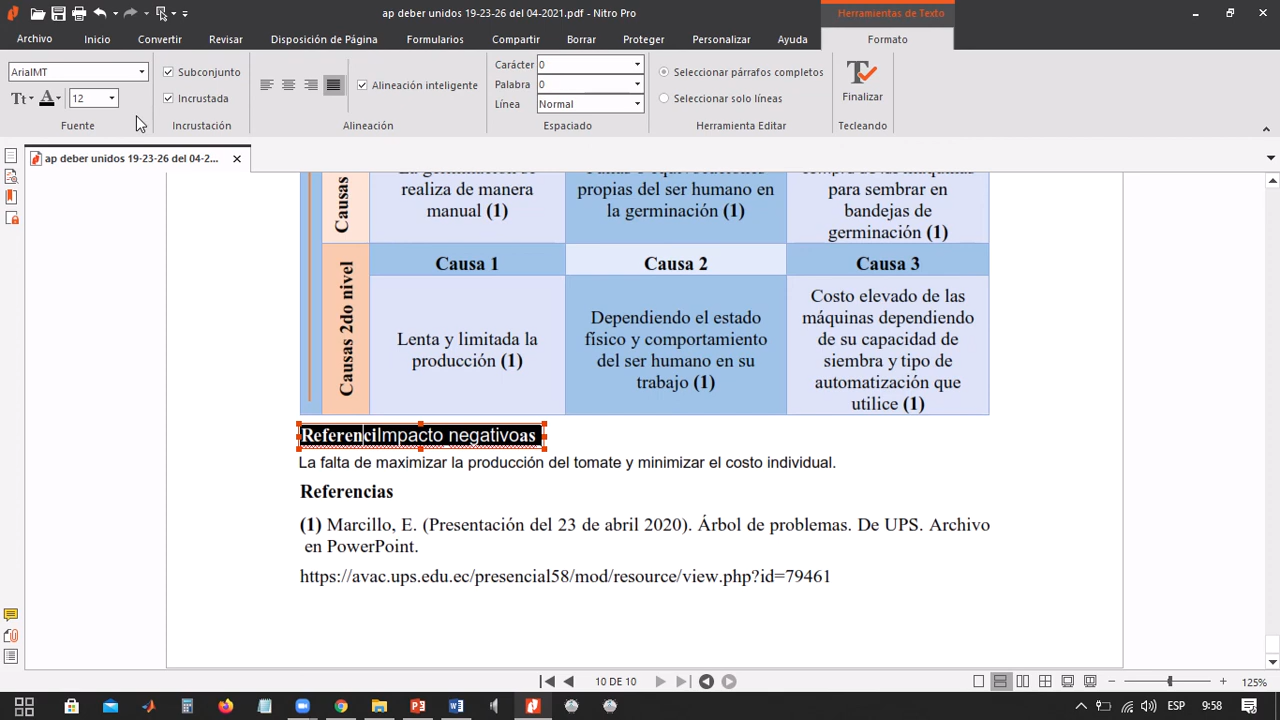 ap deber unidos 19-23-26 del 04-2021.pdf - Nitro Pro
Herramientas de Texto
Archivo Inicio Convertir Revisar Disposición de Página Formularios Compartir Borrar Proteger Personalizar Ayuda Formato
ArialMT
Subconjunto
Incrustada
12
Alineación inteligente
Carácter 0
Palabra 0
Línea Normal
Seleccionar párrafos completos
Seleccionar solo líneas
Finalizar
Fuente Incrustación Alineación Espaciado Herramienta Editar Tecleando
ap deber unidos 19-23-26 del 04-2...
Causas
realiza de manera
manual (1)
propias del ser humano en
la germinación (1)
para sembrar en
bandejas de
germinación (1)
Causas 2do nivel
Causa 1 Causa 2 Causa 3
Lenta y limitada la
producción (1)
Dependiendo el estado
físico y comportamiento
del ser humano en su
trabajo (1)
Costo elevado de las
máquinas dependiendo
de su capacidad de
siembra y tipo de
automatización que
utilice (1)
ReferenciImpacto negativoas
La falta de maximizar la producción del tomate y minimizar el costo individual.
Referencias
(1) Marcillo, E. (Presentación del 23 de abril 2020). Árbol de problemas. De UPS. Archivo
en PowerPoint.
https://avac.ups.edu.ec/presencial58/mod/resource/view.php?id=79461
10 DE 10
125%
ESP 9:58